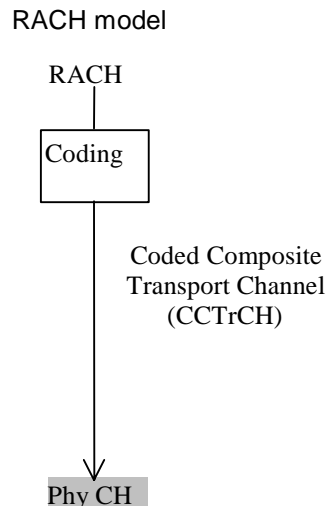 RACH model
RACH
Coding
Coded Composite
Transport Channel
(CCTrCH)
Phy CH